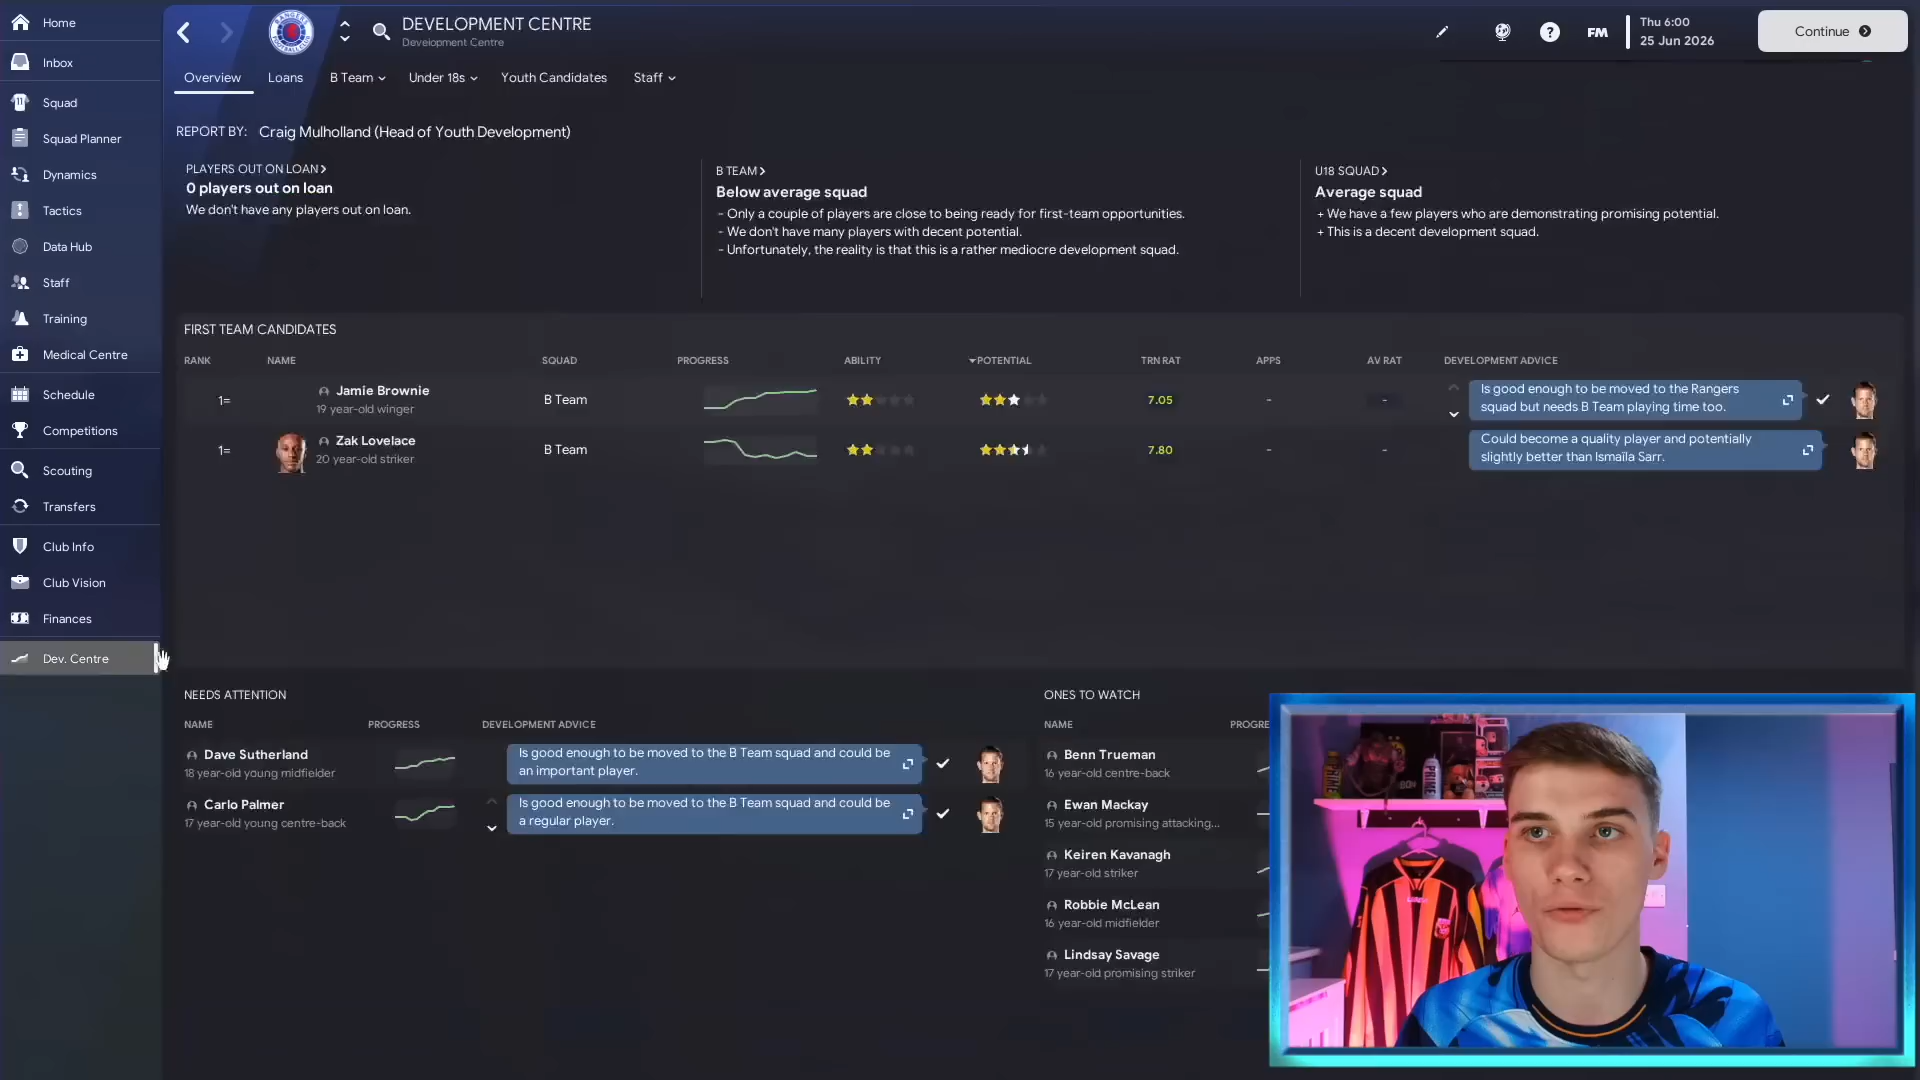 Home
Inbox
Squad
Squad Planner
Dynamics
Tactics
Data Hub
Staff
Training
Medical Centre
Schedule
Competitions
Scouting
Transfers
Club Info
Club Vision
Finances
Dev. Centre
DEVELOPMENT CENTRE
Development Centre
FM
Thu 6:00
25 Jun 2026
Continue
Overview Loans B Team Under 18s Youth Candidates Staff
REPORT BY: Craig Mulholland (Head of Youth Development)
PLAYERS OUT ON LOAN
0 players out on loan
We don't have any players out on loan.
B TEAM
Below average squad
- Only a couple of players are close to being ready for first-team opportunities.
- We don't have many players with decent potential.
- Unfortunately, the reality is that this is a rather mediocre development squad.
U18 SQUAD
Average squad
+ We have a few players who are demonstrating promising potential.
+ This is a decent development squad.
FIRST TEAM CANDIDATES
RANK NAME SQUAD PROGRESS ABILITY POTENTIAL TRN RAT APPS AV RAT DEVELOPMENT ADVICE
1= Jamie Brownie B Team 7.05 - -
19 year-old winger
Is good enough to be moved to the Rangers
squad but needs B Team playing time too.
1= Zak Lovelace B Team 7.80 - -
20 year-old striker
Could become a quality player and potentially
slightly better than Ismaïla Sarr.
NEEDS ATTENTION
NAME PROGRESS DEVELOPMENT ADVICE
Dave Sutherland
18 year-old young midfielder
Is good enough to be moved to the B Team squad and could be
an important player.
Carlo Palmer
17 year-old young centre-back
Is good enough to be moved to the B Team squad and could be
a regular player.
ONES TO WATCH
NAME PROGRE
Benn Trueman
16 year-old centre-back
Ewan Mackay
15 year-old promising attacking...
Keiren Kavanagh
17 year-old striker
Robbie McLean
16 year-old midfielder
Lindsay Savage
17 year-old promising striker
PRIME